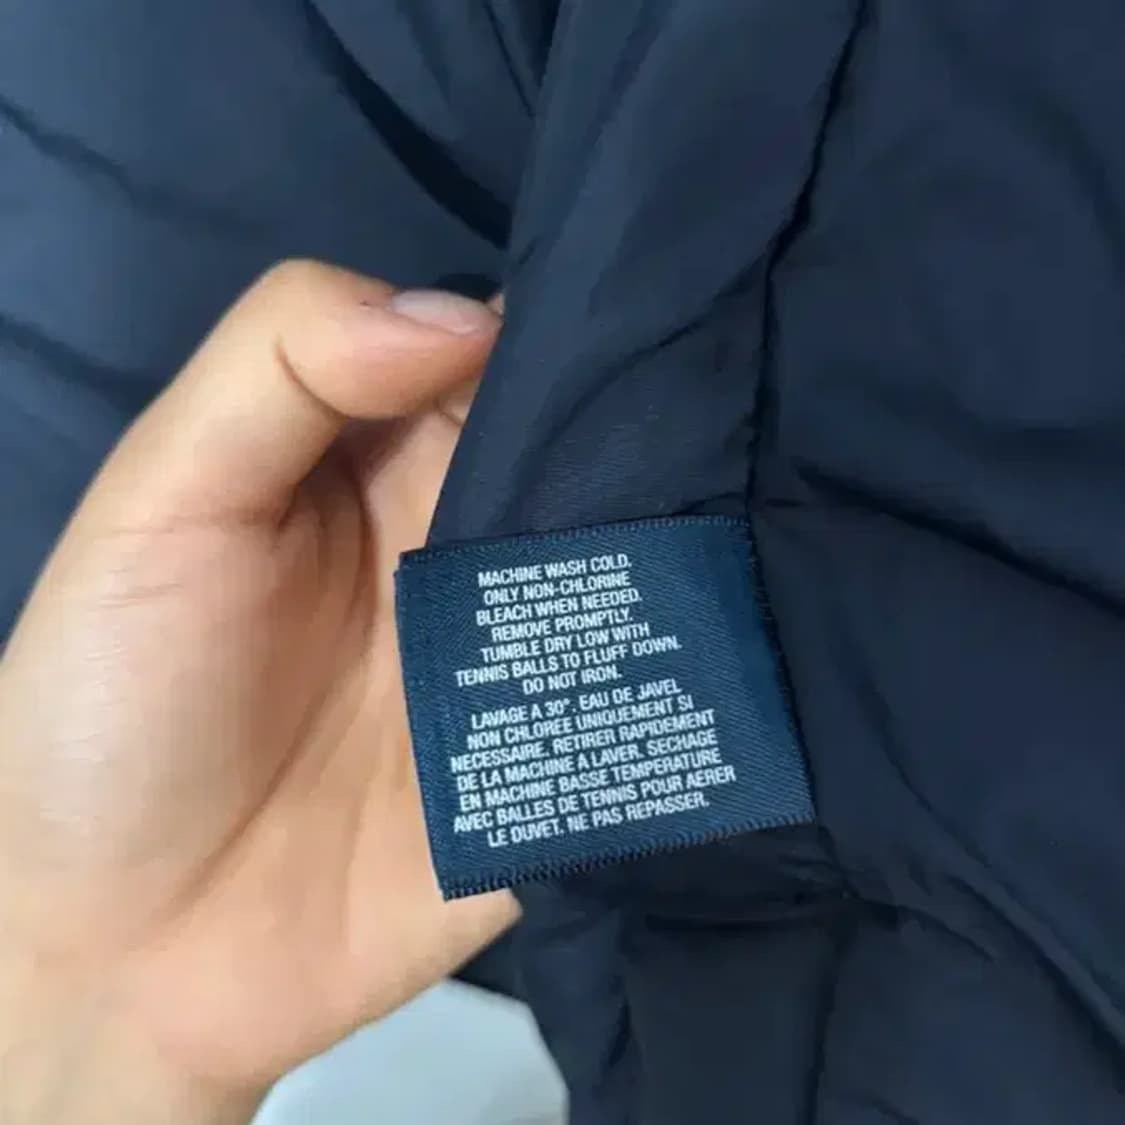 MACHINE WASH COLD.
ONLY NON-CHLORINE
BLEACH WHEN NEEDED.
REMOVE PROMPTLY.
TUMBLE DRY LOW WITH
TENNIS BALLS TO FLUFF DOWN.
DO NOT IRON.
LAVAGE A 30°. EAU DE JAVEL
NON CHLOREE UNIQUEMENT SI
NECESSAIRE. RETIRER RAPIDEMENT
DE LA MACHINE A LAVER. SECHAGE
EN MACHINE BASSE TEMPERATURE
AVEC BALLES DE TENNIS POUR AERER
LE DUVET. NE PAS REPASSER.